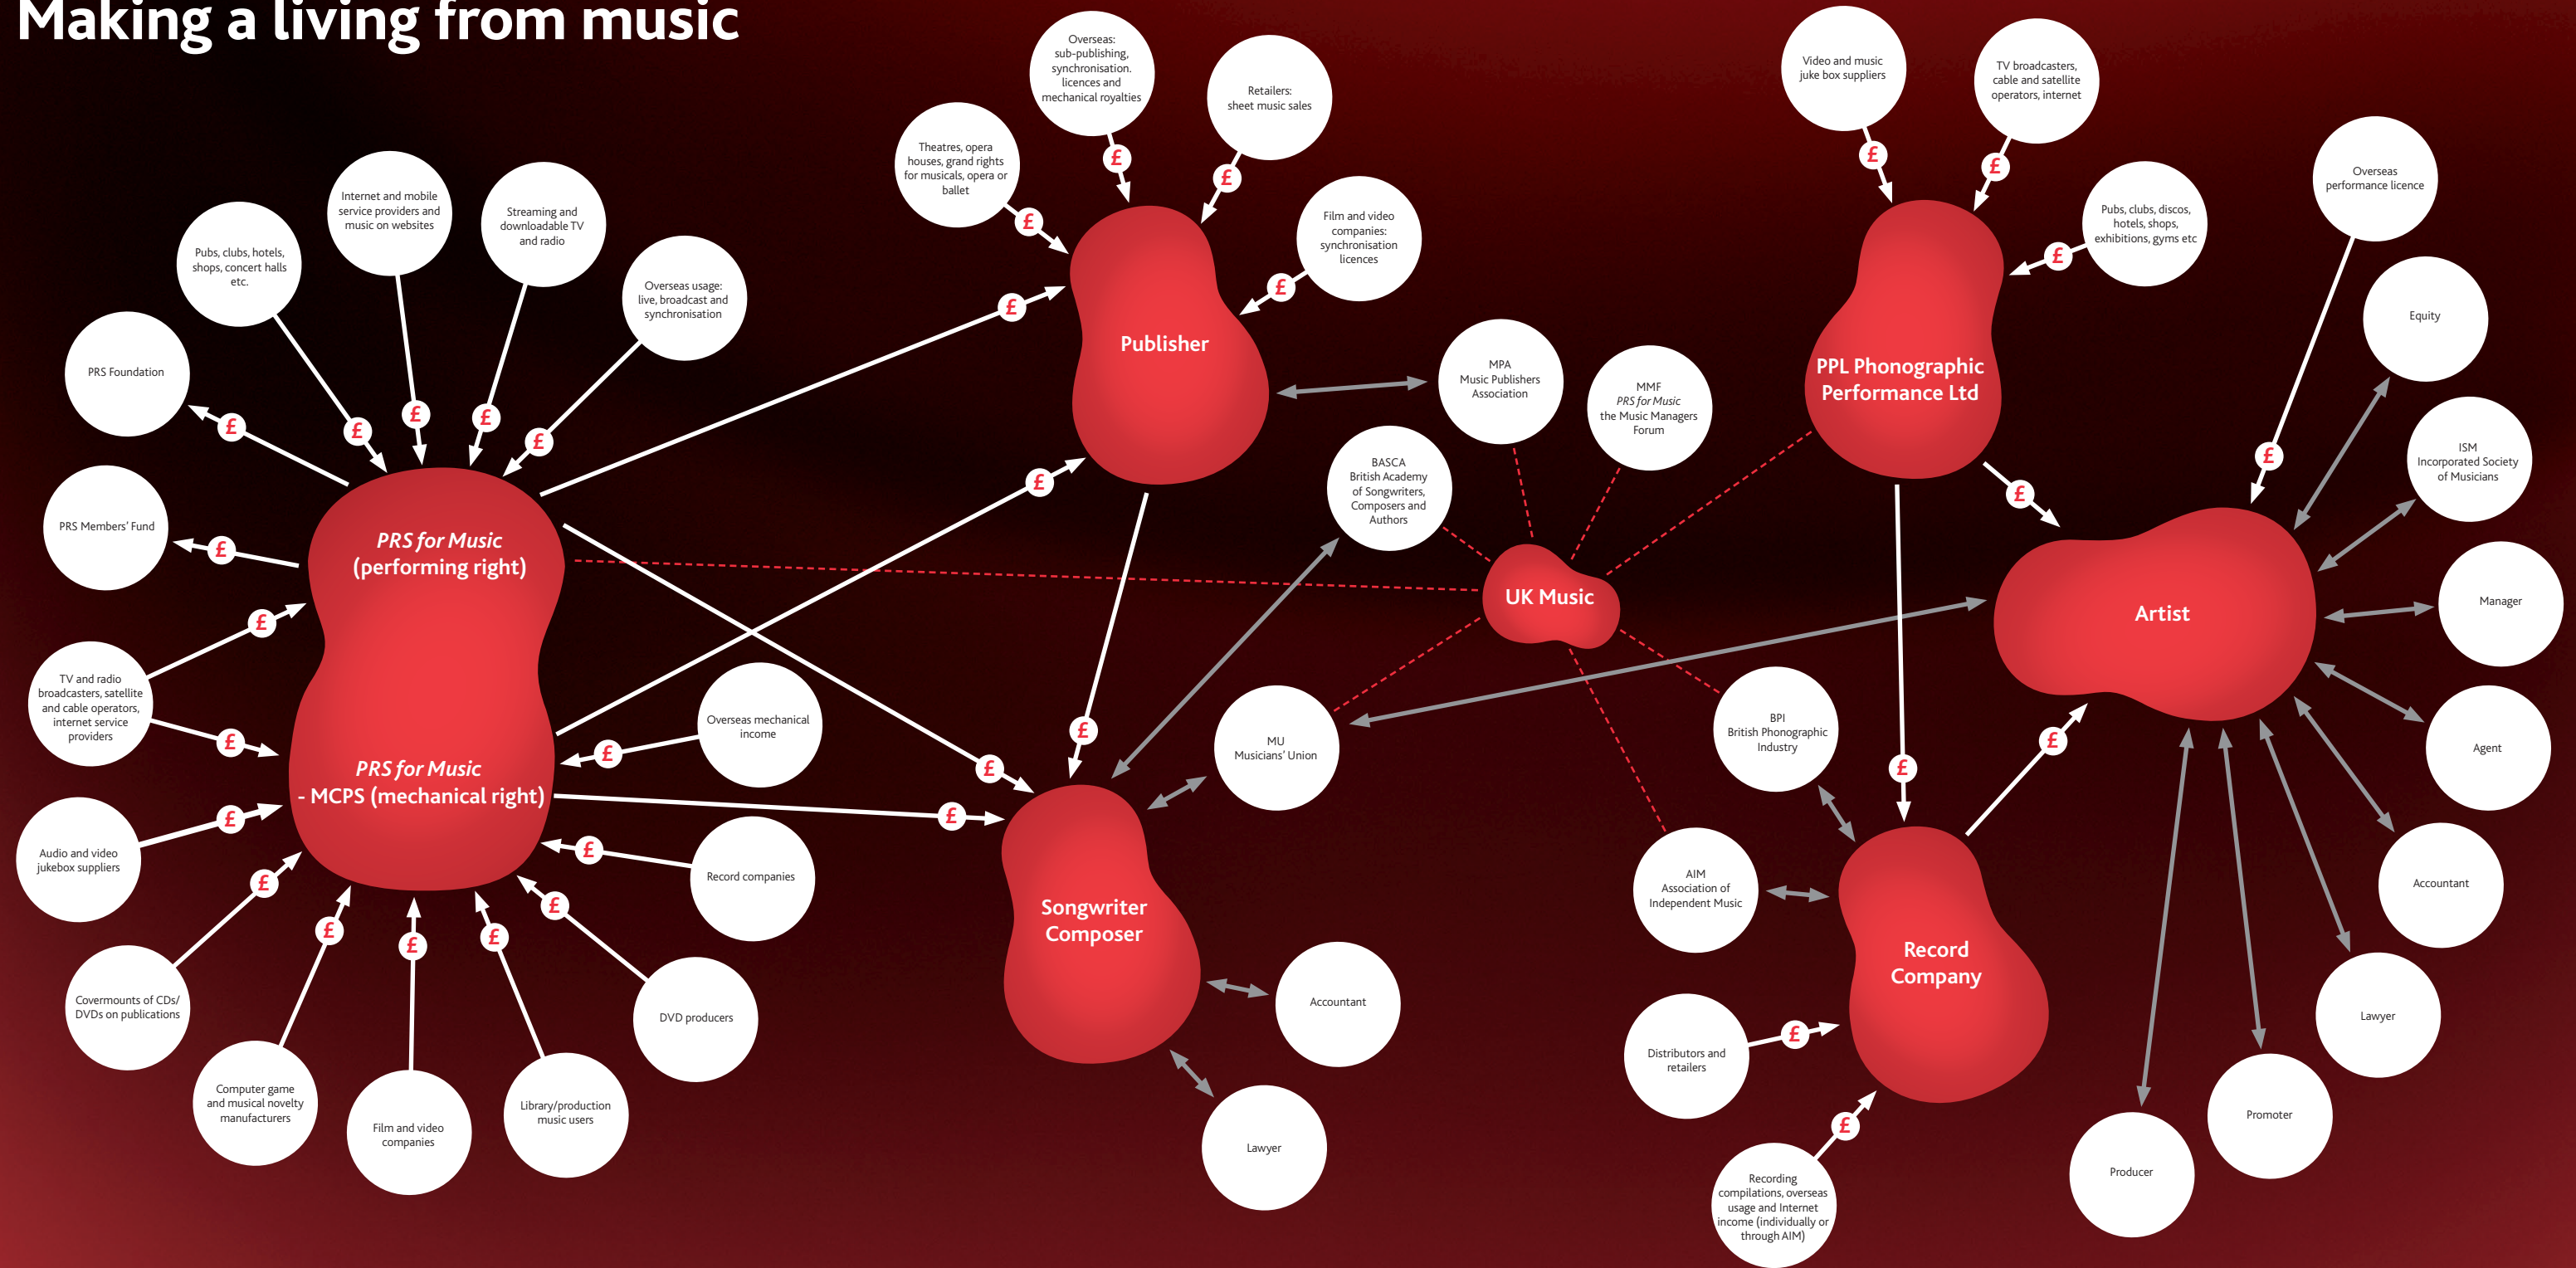 Making a living from music
PRS Foundation
£
Pubs, clubs, hotels,
shops, concert halls
etc.
£
Internet and mobile
service providers and
music on websites
£
Streaming and
downloadable TV
and radio
£
Overseas usage:
live, broadcast and
synchronisation
£
PRS Members' Fund
£
TV and radio
broadcasters, satellite
and cable operators,
internet service
providers
£
£
Audio and video
jukebox suppliers
£
Covermounts of CDs/
DVDs on publications
£
Computer game
and musical novelty
manufacturers
£
Film and video
companies
£
Library/production
music users
£
DVD producers
£
Record companies
£
Overseas mechanical
income
£
PRS for Music
(performing right)
PRS for Music
- MCPS (mechanical right)
£
£
£
£
Theatres, opera
houses, grand rights
for musicals, opera or
ballet
£
Overseas:
sub-publishing,
synchronisation.
licences and
mechanical royalties
£
Retailers:
sheet music sales
£
Film and video
companies:
synchronisation
licences
£
Publisher
£
MPA
Music Publishers
Association
MMF
PRS for Music
the Music Managers
Forum
BASCA
British Academy
of Songwriters,
Composers and
Authors
UK Music
MU
Musicians' Union
Songwriter
Composer
Accountant
Lawyer
Video and music
juke box suppliers
£
TV broadcasters,
cable and satellite
operators, internet
£
Pubs, clubs, discos,
hotels, shops,
exhibitions, gyms etc
£
PPL Phonographic
Performance Ltd
£
£
BPI
British Phonographic
Industry
AIM
Association of
Independent Music
Record
Company
£
Distributors and
retailers
£
Recording
compilations, overseas
usage and Internet
income (individually or
through AIM)
£
Overseas
performance licence
£
Artist
Equity
ISM
Incorporated Society
of Musicians
Manager
Agent
Accountant
Lawyer
Promoter
Producer